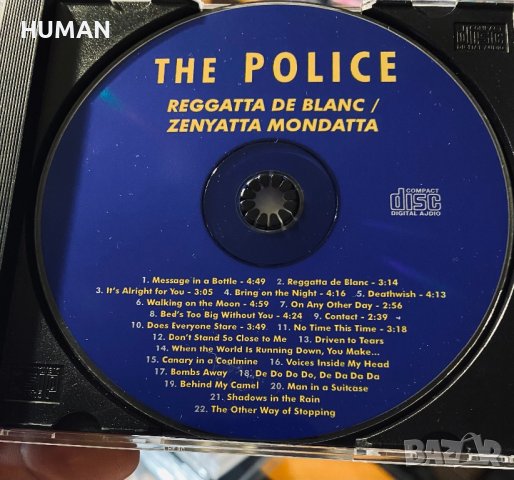 HUMAN
THE POLICE
REGGATTA DE BLANC /
ZENYATTA MONDATTA
COMPACT
disc
DIGITAL AUDIO
COMPACT
disc
DIGITAL AUDIO
1. Message in a Bottle - 4:49 2. Reggatta de Blanc - 3:14
3. It's Alright for You - 3:05 4. Bring on the Night - 4:16 5. Deathwish - 4:13
6. Walking on the Moon - 4:59 7. On Any Other Day - 2:56
8. Bed's Too Big Without You - 4:24 9. Contact - 2:39
10. Does Everyone Stare - 3:49 11. No Time This Time - 3:18
12. Don't Stand So Close to Me 13. Driven to Tears
14. When the World Is Running Down, You Make...
15. Canary in a Coalmine 16. Voices Inside My Head
17. Bombs Away 18. De Do Do Do, De Da Da Da
19. Behind My Camel 20. Man in a Suitcase
21. Shadows in the Rain
22. The Other Way of Stopping
BAZAR